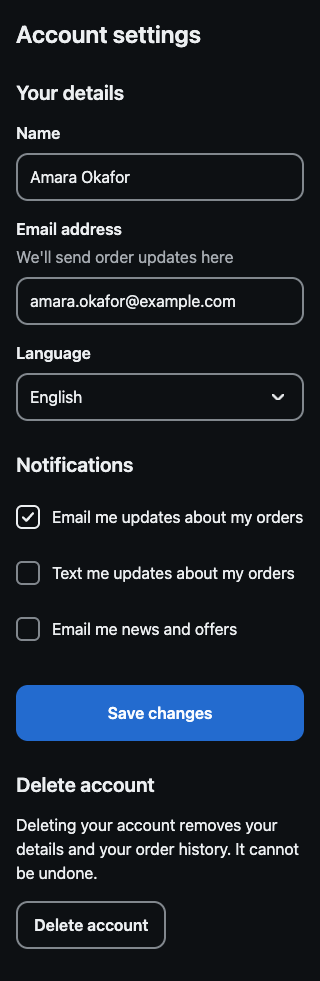 Account settings
Your details
Name
Amara Okafor
Email address
We'll send order updates here
amara.okafor@example.com
Language
English
Notifications
Email me updates about my orders
Text me updates about my orders
Email me news and offers
Save changes
Delete account
Deleting your account removes your
details and your order history. It cannot
be undone.
Delete account